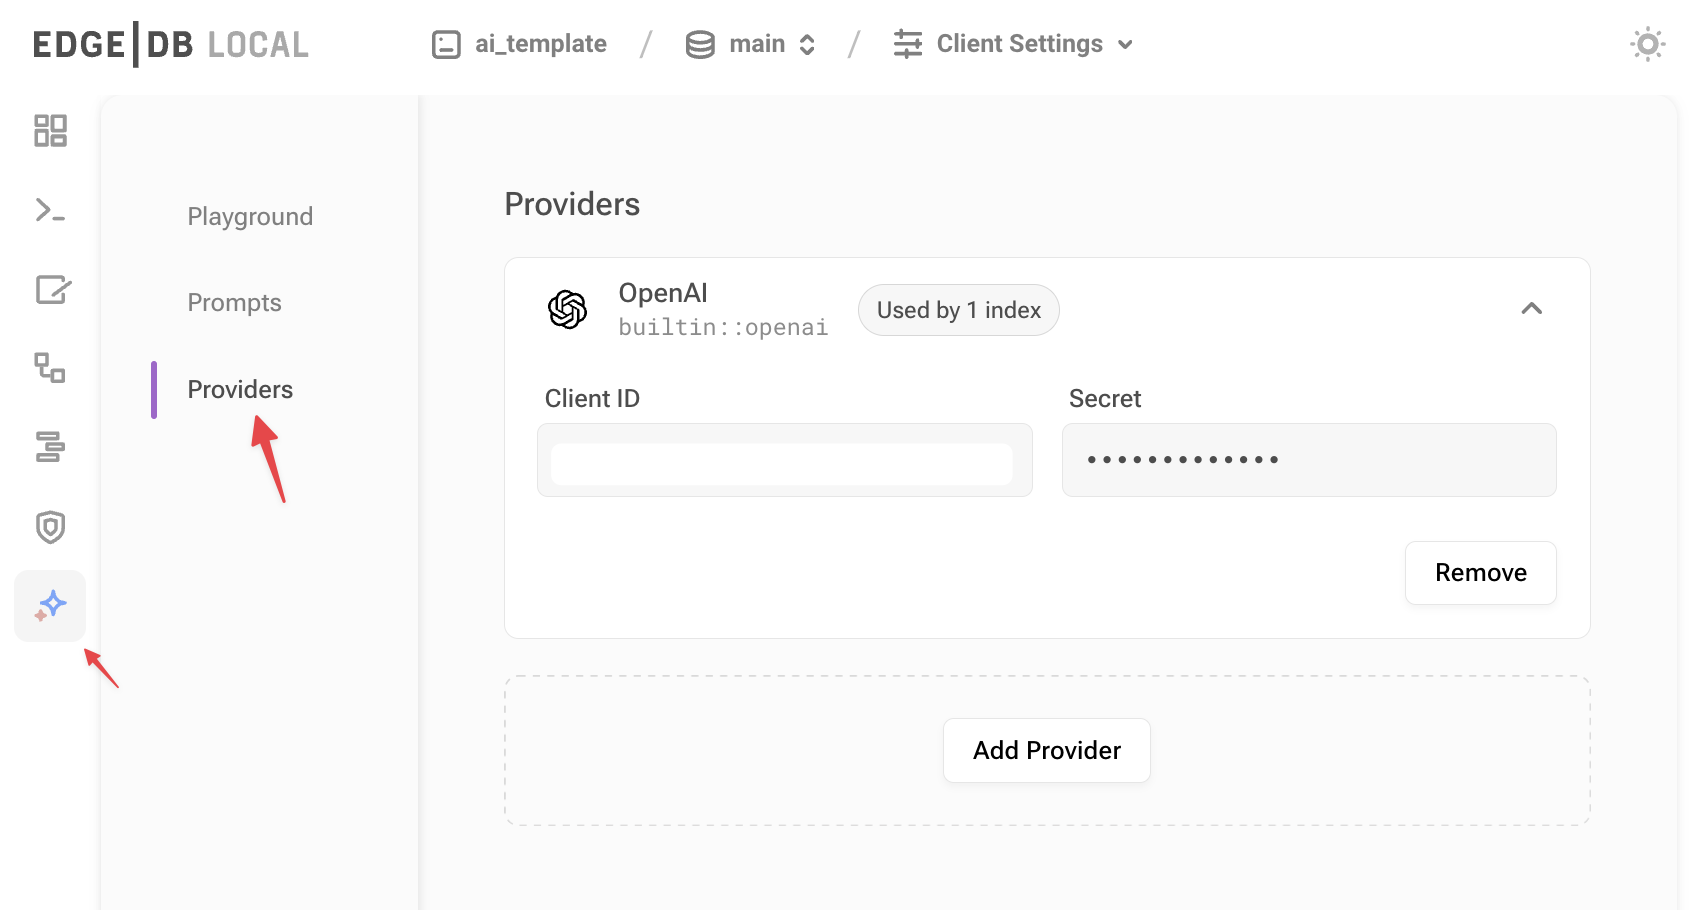 EDGE|DB LOCAL
ai_template / main / Client Settings
Playground
Prompts
Providers
Providers
OpenAI
builtin::openai
Used by 1 index
Client ID
Secret
•••••••••••••
Remove
Add Provider